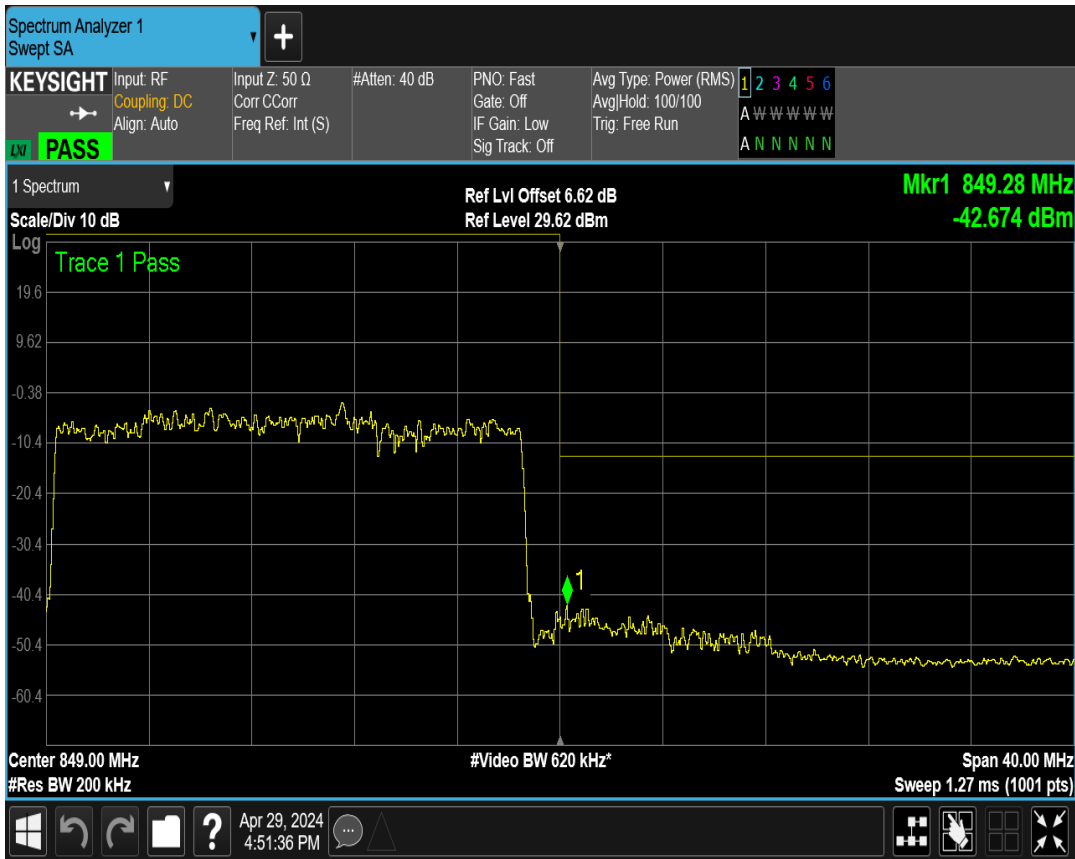 Spectrum Analyzer 1
Swept SA
+
KEYSIGHT
LXI PASS
Input: RF
Coupling: DC
Align: Auto
Input Z: 50 Ω
Corr CCorr
Freq Ref: Int (S)
#Atten: 40 dB
PNO: Fast
Gate: Off
IF Gain: Low
Sig Track: Off
Avg Type: Power (RMS)
Avg|Hold: 100/100
Trig: Free Run
1 2 3 4 5 6
A W W W W W
A N N N N N
1 Spectrum
Scale/Div 10 dB
Ref Lvl Offset 6.62 dB
Ref Level 29.62 dBm
Mkr1 849.28 MHz
-42.674 dBm
Log
Trace 1 Pass
19.6
9.62
-0.38
-10.4
-20.4
-30.4
-40.4
-50.4
-60.4
1
Center 849.00 MHz
#Res BW 200 kHz
#Video BW 620 kHz*
Span 40.00 MHz
Sweep 1.27 ms (1001 pts)
?
Apr 29, 2024
4:51:36 PM